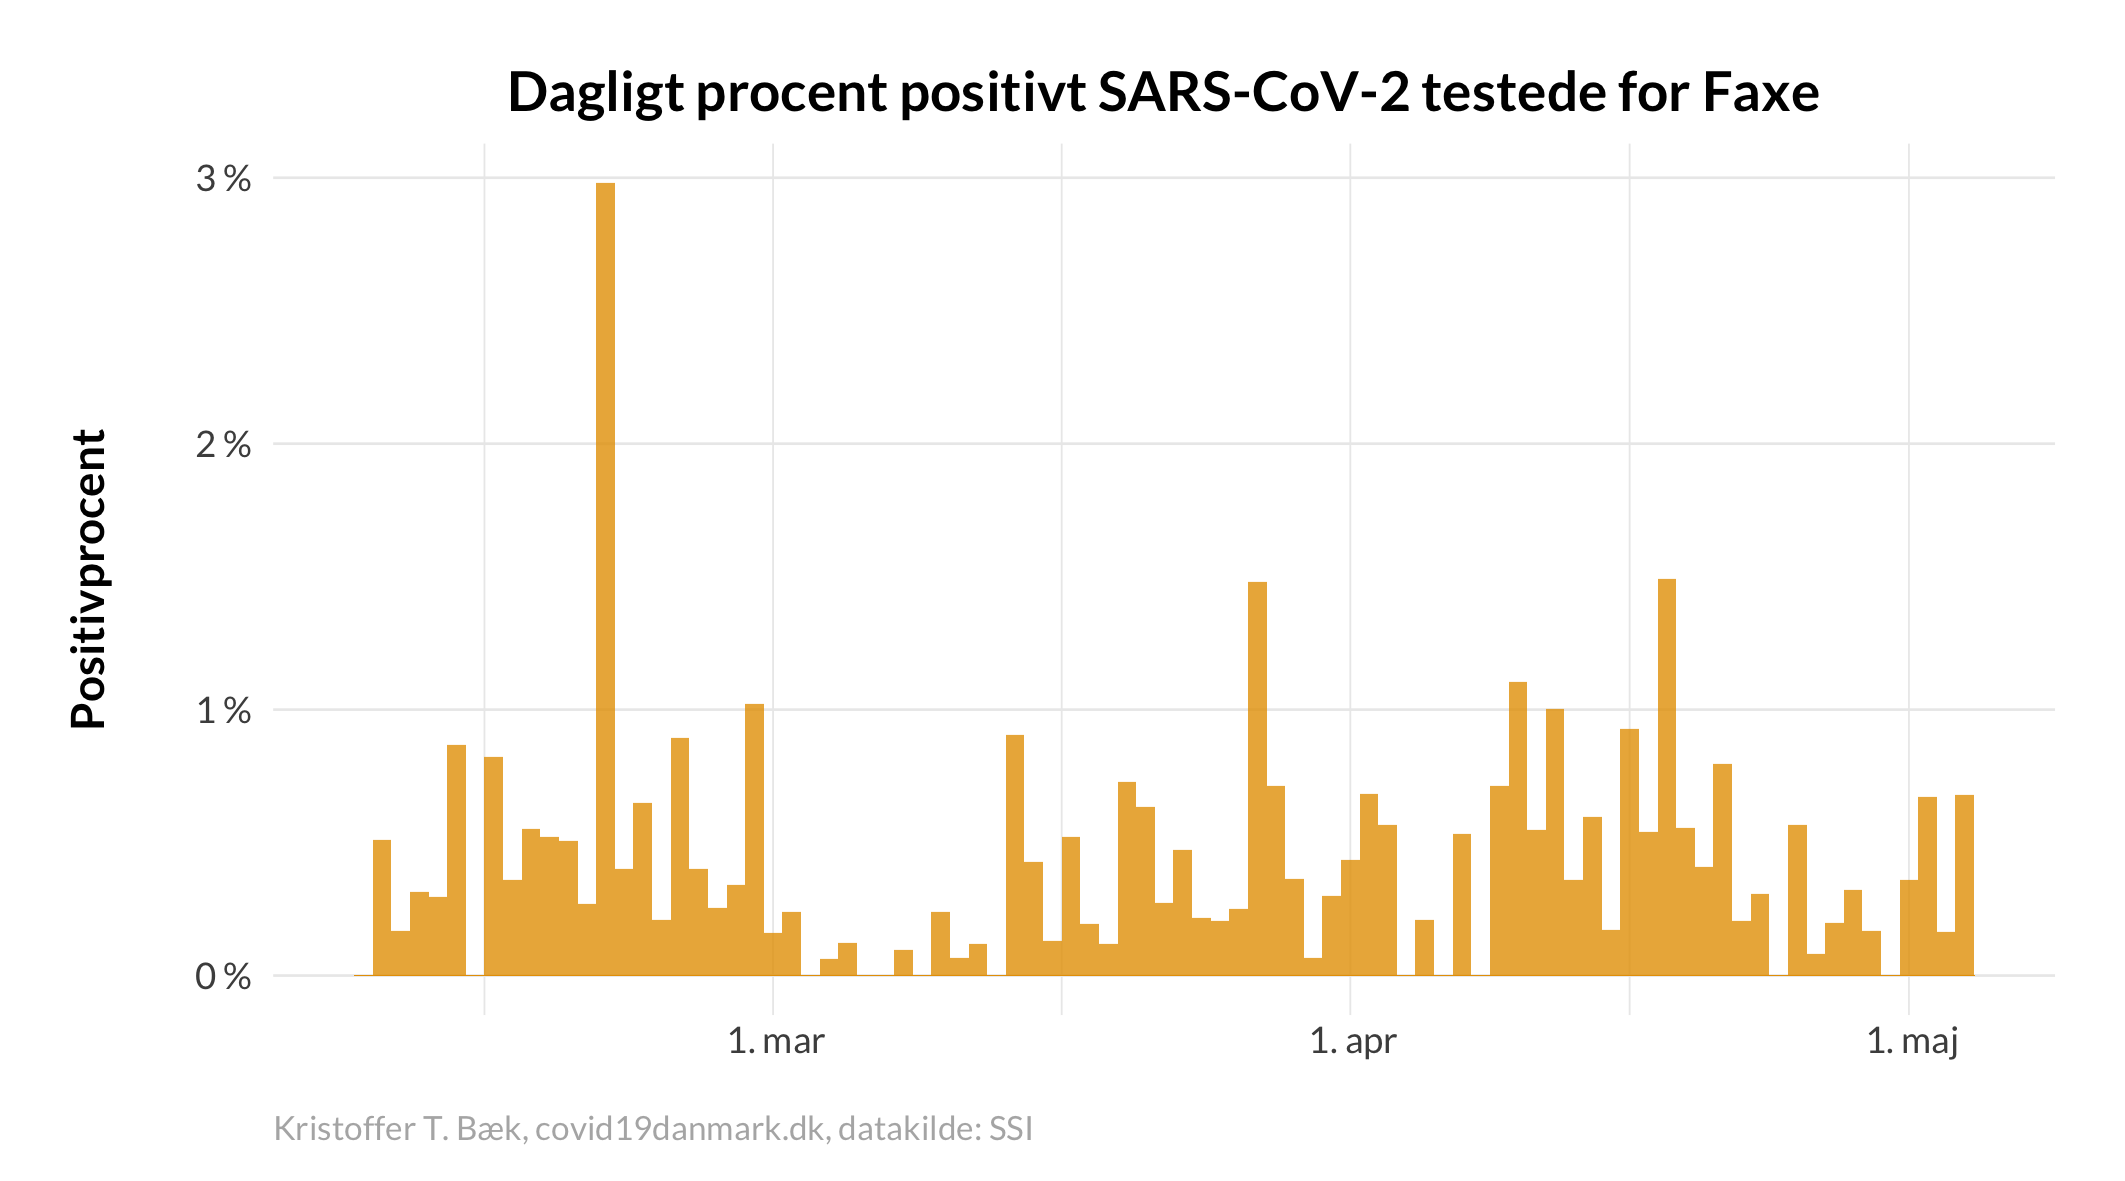 Dagligt procent positivt SARS-CoV-2 testede for Faxe
Positivprocent
3 %
2 %
1 %
0 %
1. mar
1. apr
1. maj
Kristoffer T. Bæk, covid19danmark.dk, datakilde: SSI